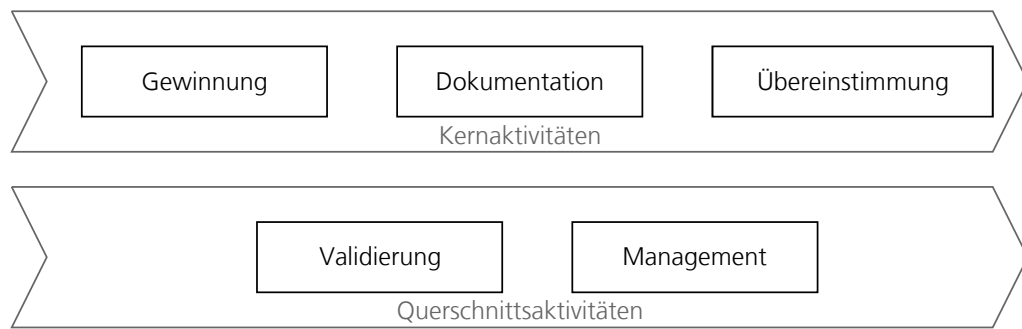 Gewinnung
Dokumentation
Übereinstimmung
Kernaktivitäten
Validierung
Management
Querschnittsaktivitäten